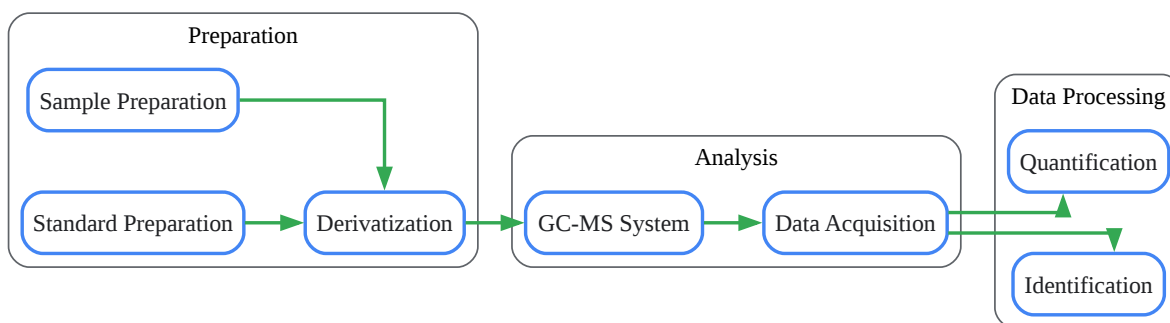 Preparation
Sample Preparation
Standard Preparation
Derivatization
Analysis
GC-MS System
Data Acquisition
Data Processing
Quantification
Identification